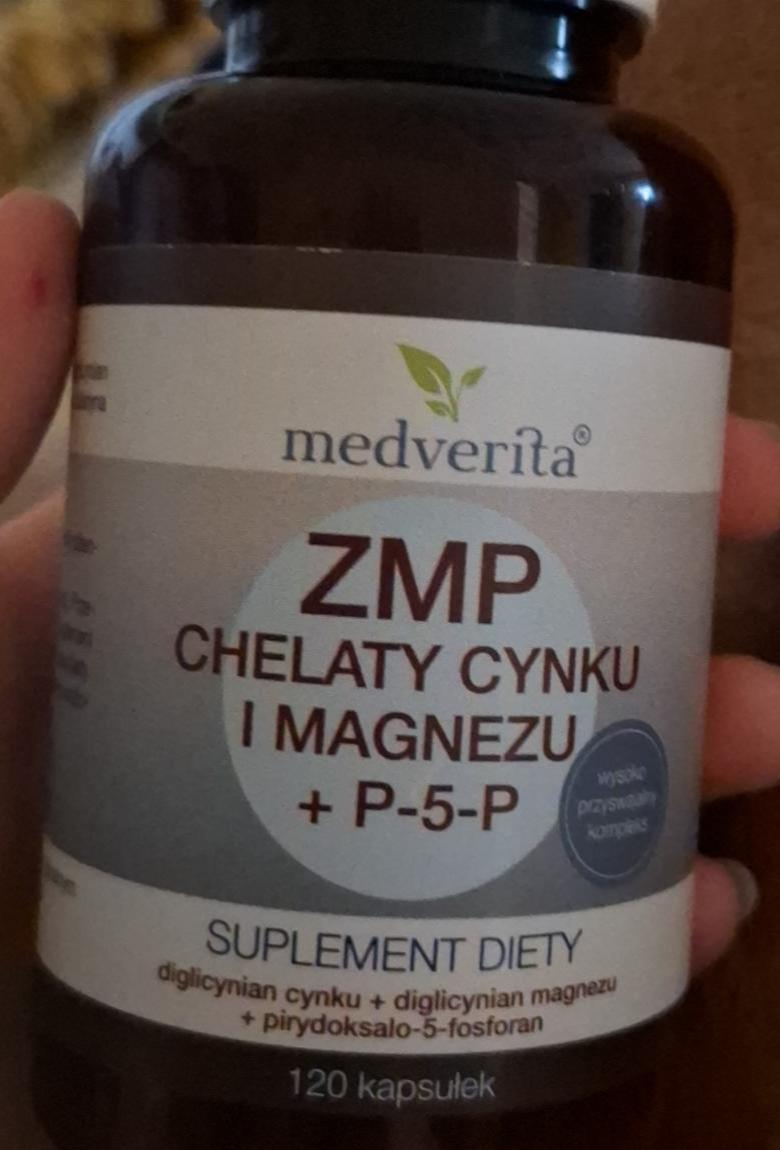 medverita®
ZMP
CHELATY CYNKU
I MAGNEZU
+ P-5-P
wysoko
przyswajalny
kompleks
SUPLEMENT DIETY
diglicynian cynku + diglicynian magnezu
+ pirydoksalo-5-fosforan
120 kapsułek